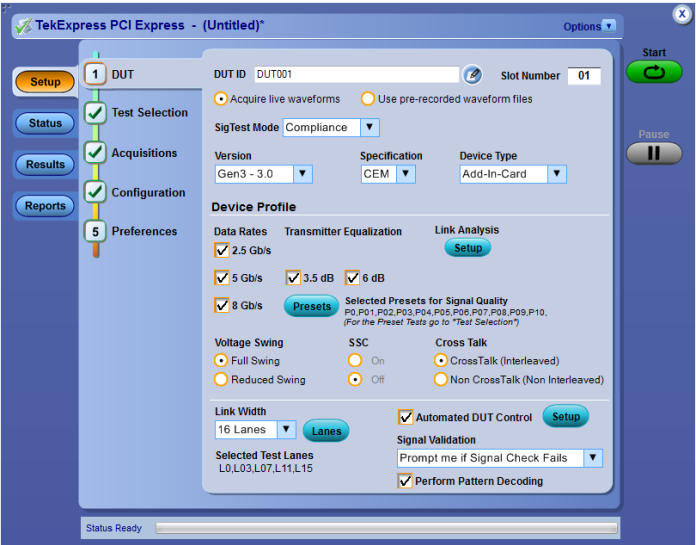 TekExpress PCI Express - (Untitled)*
Options
x
Start
Setup
1 DUT
DUT ID DUT001
Slot Number 01
Acquire live waveforms
Use pre-recorded waveform files
Test Selection
Status
SigTest Mode Compliance
Pause
Acquisitions
Version
Specification
Device Type
Results
Gen3 - 3.0
CEM
Add-In-Card
Configuration
Reports
Device Profile
5 Preferences
Data Rates
Transmitter Equalization
Link Analysis
2.5 Gb/s
Setup
5 Gb/s
3.5 dB
6 dB
8 Gb/s
Presets
Selected Presets for Signal Quality
P0,P01,P02,P03,P04,P05,P06,P07,P08,P09,P10,
(For the Preset Tests go to "Test Selection")
Voltage Swing
SSC
Cross Talk
Full Swing
On
CrossTalk (Interleaved)
Reduced Swing
Off
Non CrossTalk (Non Interleaved)
Link Width
Automated DUT Control
Setup
16 Lanes
Lanes
Signal Validation
Selected Test Lanes
Prompt me if Signal Check Fails
L0,L03,L07,L11,L15
Perform Pattern Decoding
Status Ready